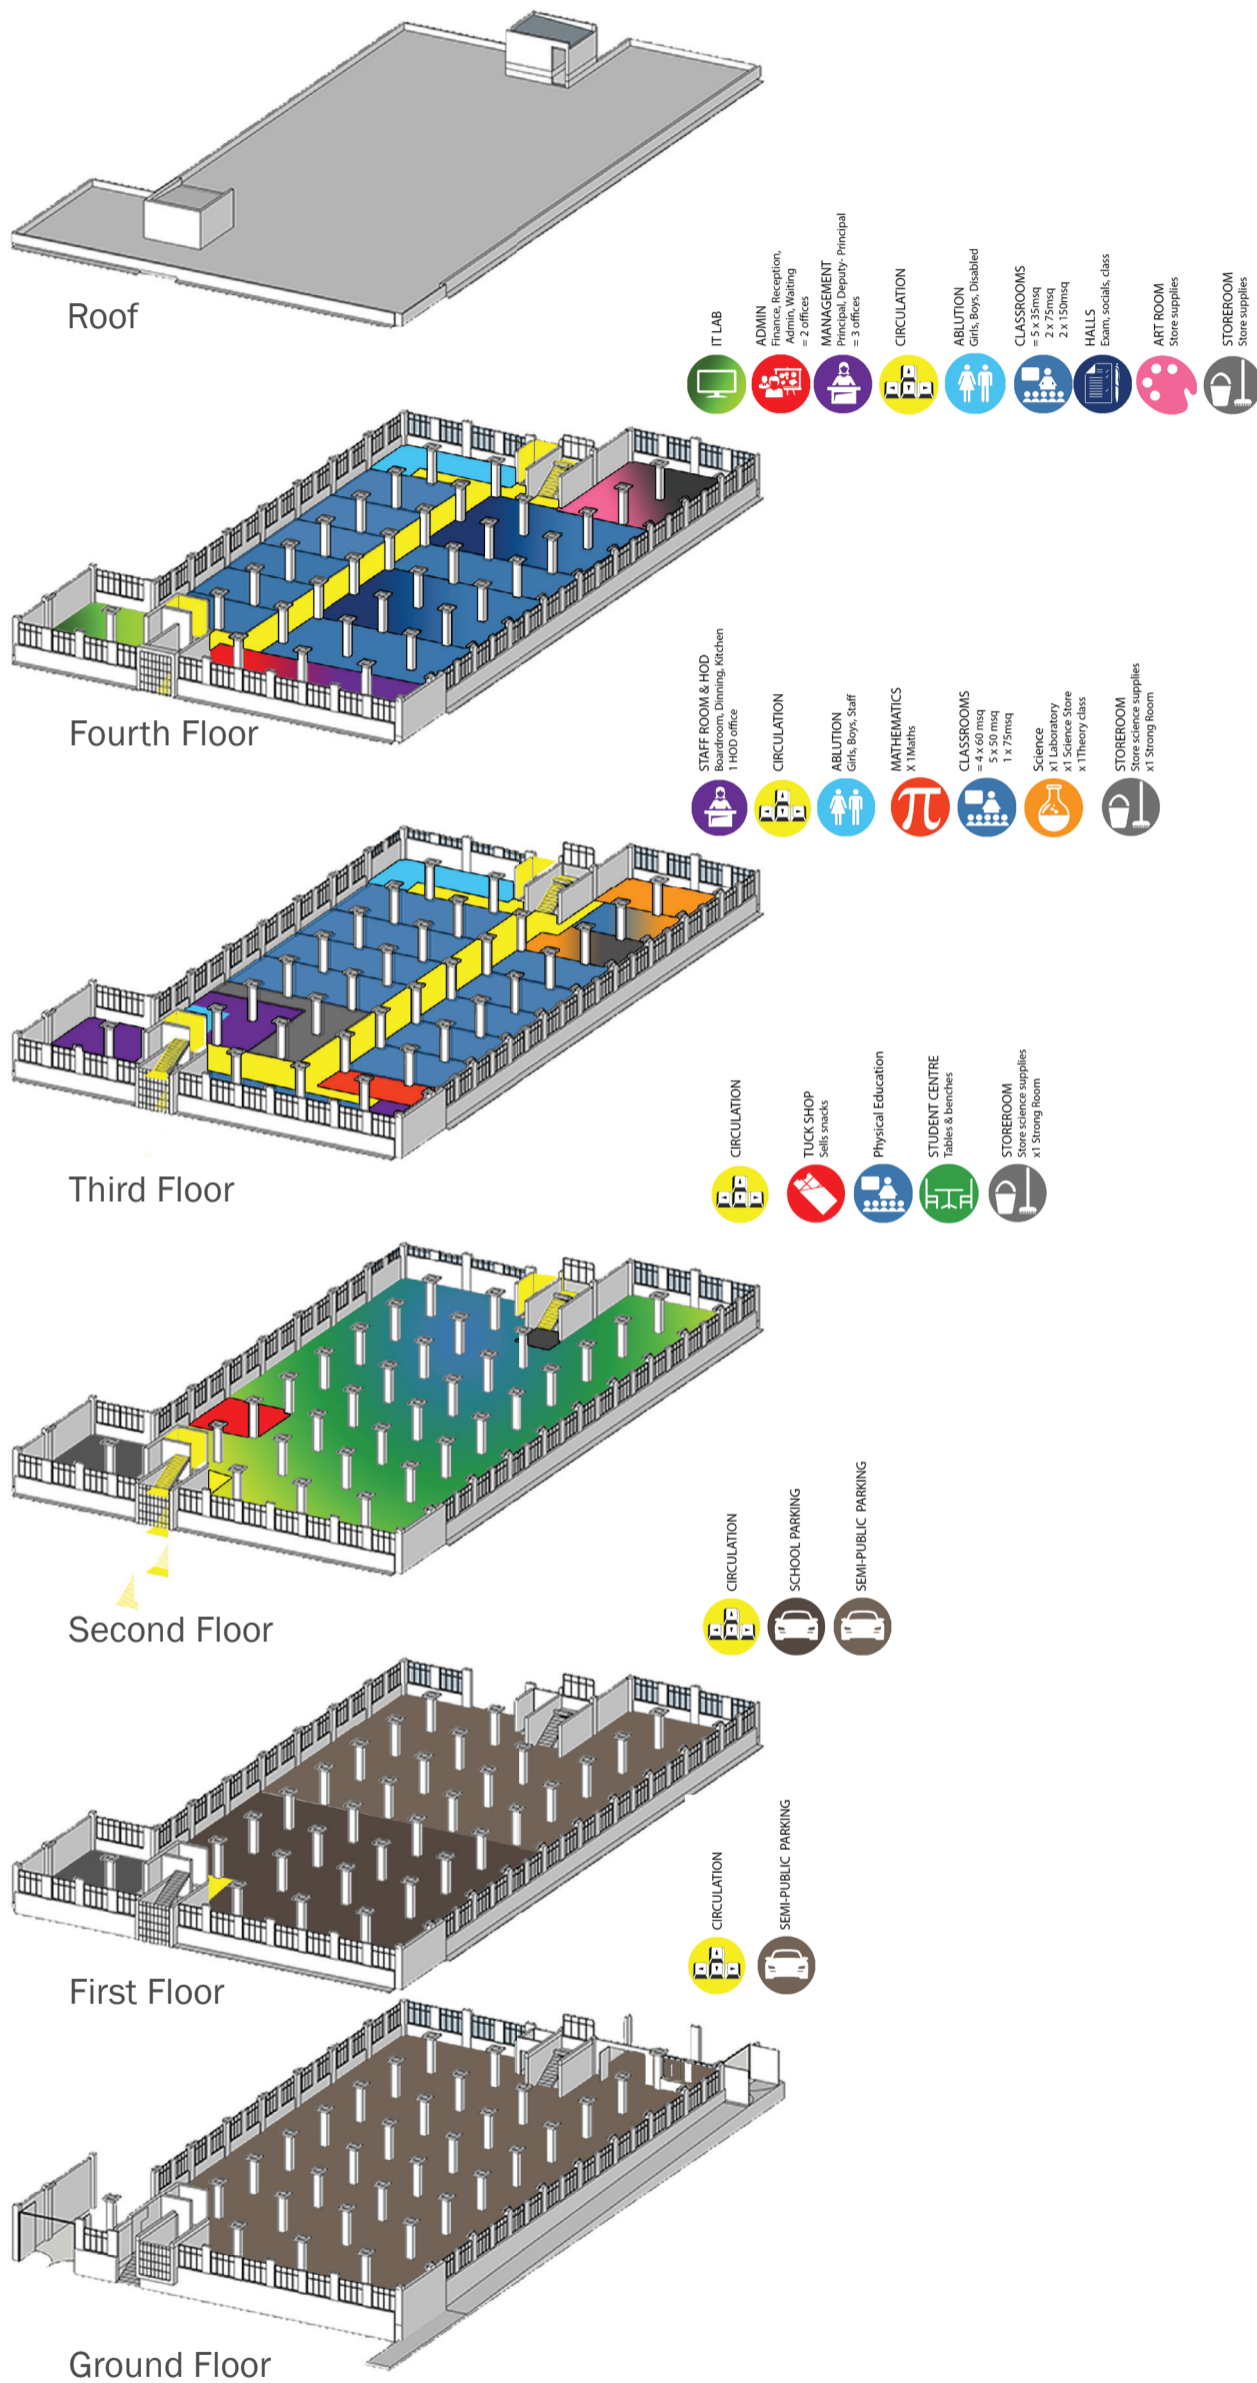 Roof
IT LAB
ADMIN
Finance, Reception,
Admin, Waiting
= 2 offices
MANAGEMENT
Principal, Deputy- Principal
= 3 offices
CIRCULATION
ABLUTION
Girls, Boys, Disabled
CLASSROOMS
= 5 x 35msq
2 x 75msq
2 x 150msq
HALLS
Exam, socials, class
ART ROOM
Store supplies
STOREROOM
Store supplies
Fourth Floor
STAFF ROOM & HOD
Boardroom, Dinning, Kitchen
1 HOD office
CIRCULATION
ABLUTION
Girls, Boys, Staff
MATHEMATICS
X 1Maths
CLASSROOMS
= 4 x 60 msq
5 x 50 msq
1 x 75msq
Science
x1 Laboratory
x1 Science Store
x 1Theory class
STOREROOM
Store science supplies
x1 Strong Room
Third Floor
CIRCULATION
TUCK SHOP
Sells snacks
Physical Education
STUDENT CENTRE
Tables & benches
STOREROOM
Store science supplies
x1 Strong Room
Second Floor
CIRCULATION
SCHOOL PARKING
SEMI-PUBLIC PARKING
First Floor
CIRCULATION
SEMI-PUBLIC PARKING
Ground Floor